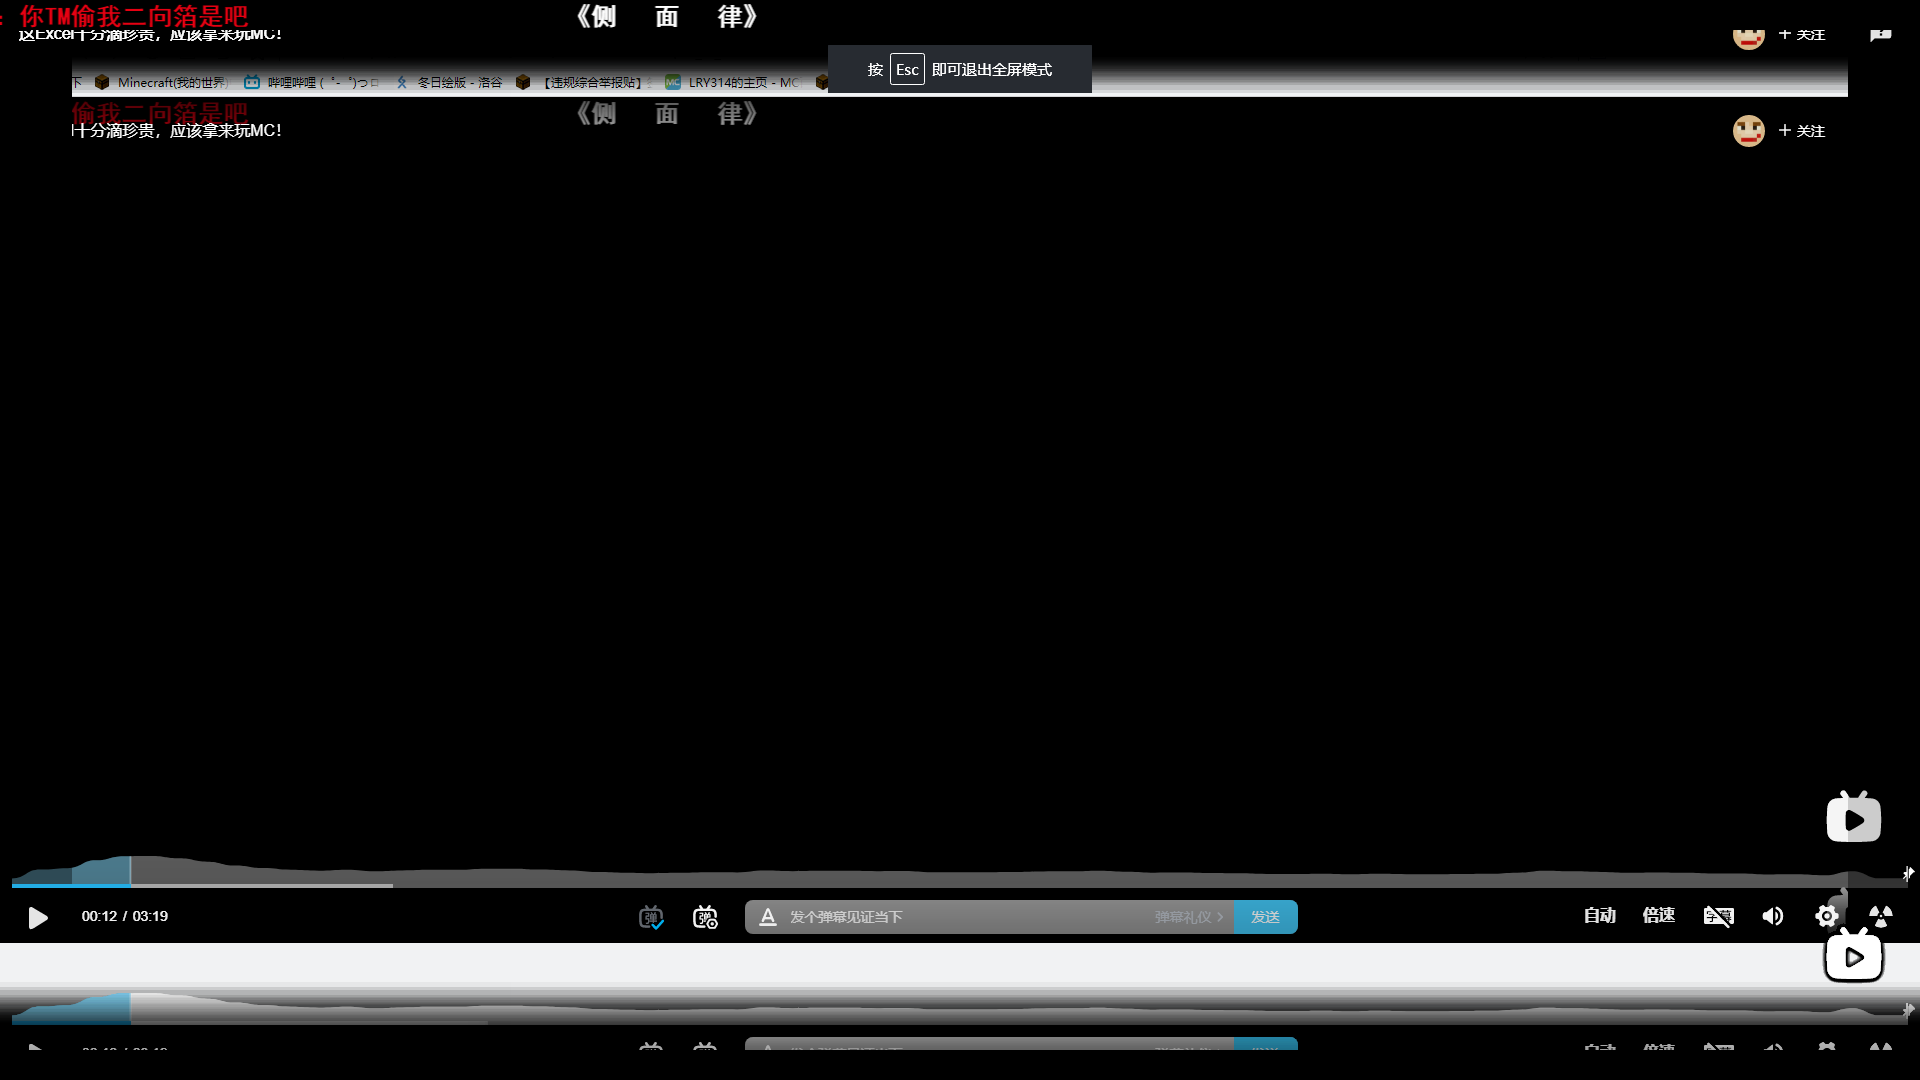 你TM偷我二向箔是吧
《侧 面 律》
这Excel十分滴珍贵，应该拿来玩MC！
+ 关注
按 Esc 即可退出全屏模式
下 Minecraft(我的世界) 哔哩哔哩 ( ゜- ゜)つロ 冬日绘版 - 洛谷 【违规综合举报贴】 LRY314的主页 - MC
偷我二向箔是吧
《侧 面 律》
十分滴珍贵，应该拿来玩MC！
+ 关注
00:12 / 03:19
弹
弹
A 发个弹幕见证当下
弹幕礼仪 >
发送
自动
倍速
字幕